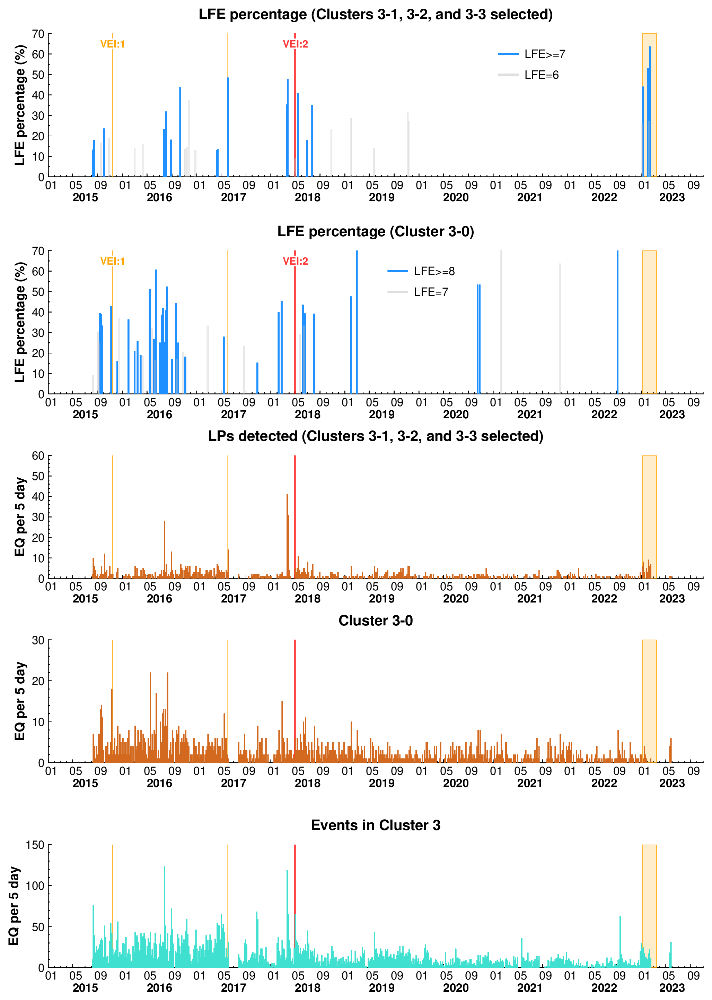 LFE percentage (Clusters 3-1, 3-2, and 3-3 selected)
70
60
50
40
30
20
10
0
LFE percentage (%)
VEI:1
VEI:2
LFE>=7
LFE=6
01 05 09 01 05 09 01 05 09 01 05 09 01 05 09 01 05 09 01 05 09 01 05 09 01 05 09
2015 2016 2017 2018 2019 2020 2021 2022 2023
LFE percentage (Cluster 3-0)
70
60
50
40
30
20
10
0
LFE percentage (%)
VEI:1
VEI:2
LFE>=8
LFE=7
01 05 09 01 05 09 01 05 09 01 05 09 01 05 09 01 05 09 01 05 09 01 05 09 01 05 09
2015 2016 2017 2018 2019 2020 2021 2022 2023
LPs detected (Clusters 3-1, 3-2, and 3-3 selected)
60
50
40
30
20
10
0
EQ per 5 day
01 05 09 01 05 09 01 05 09 01 05 09 01 05 09 01 05 09 01 05 09 01 05 09 01 05 09
2015 2016 2017 2018 2019 2020 2021 2022 2023
Cluster 3-0
30
20
10
0
EQ per 5 day
01 05 09 01 05 09 01 05 09 01 05 09 01 05 09 01 05 09 01 05 09 01 05 09 01 05 09
2015 2016 2017 2018 2019 2020 2021 2022 2023
Events in Cluster 3
150
100
50
0
EQ per 5 day
01 05 09 01 05 09 01 05 09 01 05 09 01 05 09 01 05 09 01 05 09 01 05 09 01 05 09
2015 2016 2017 2018 2019 2020 2021 2022 2023